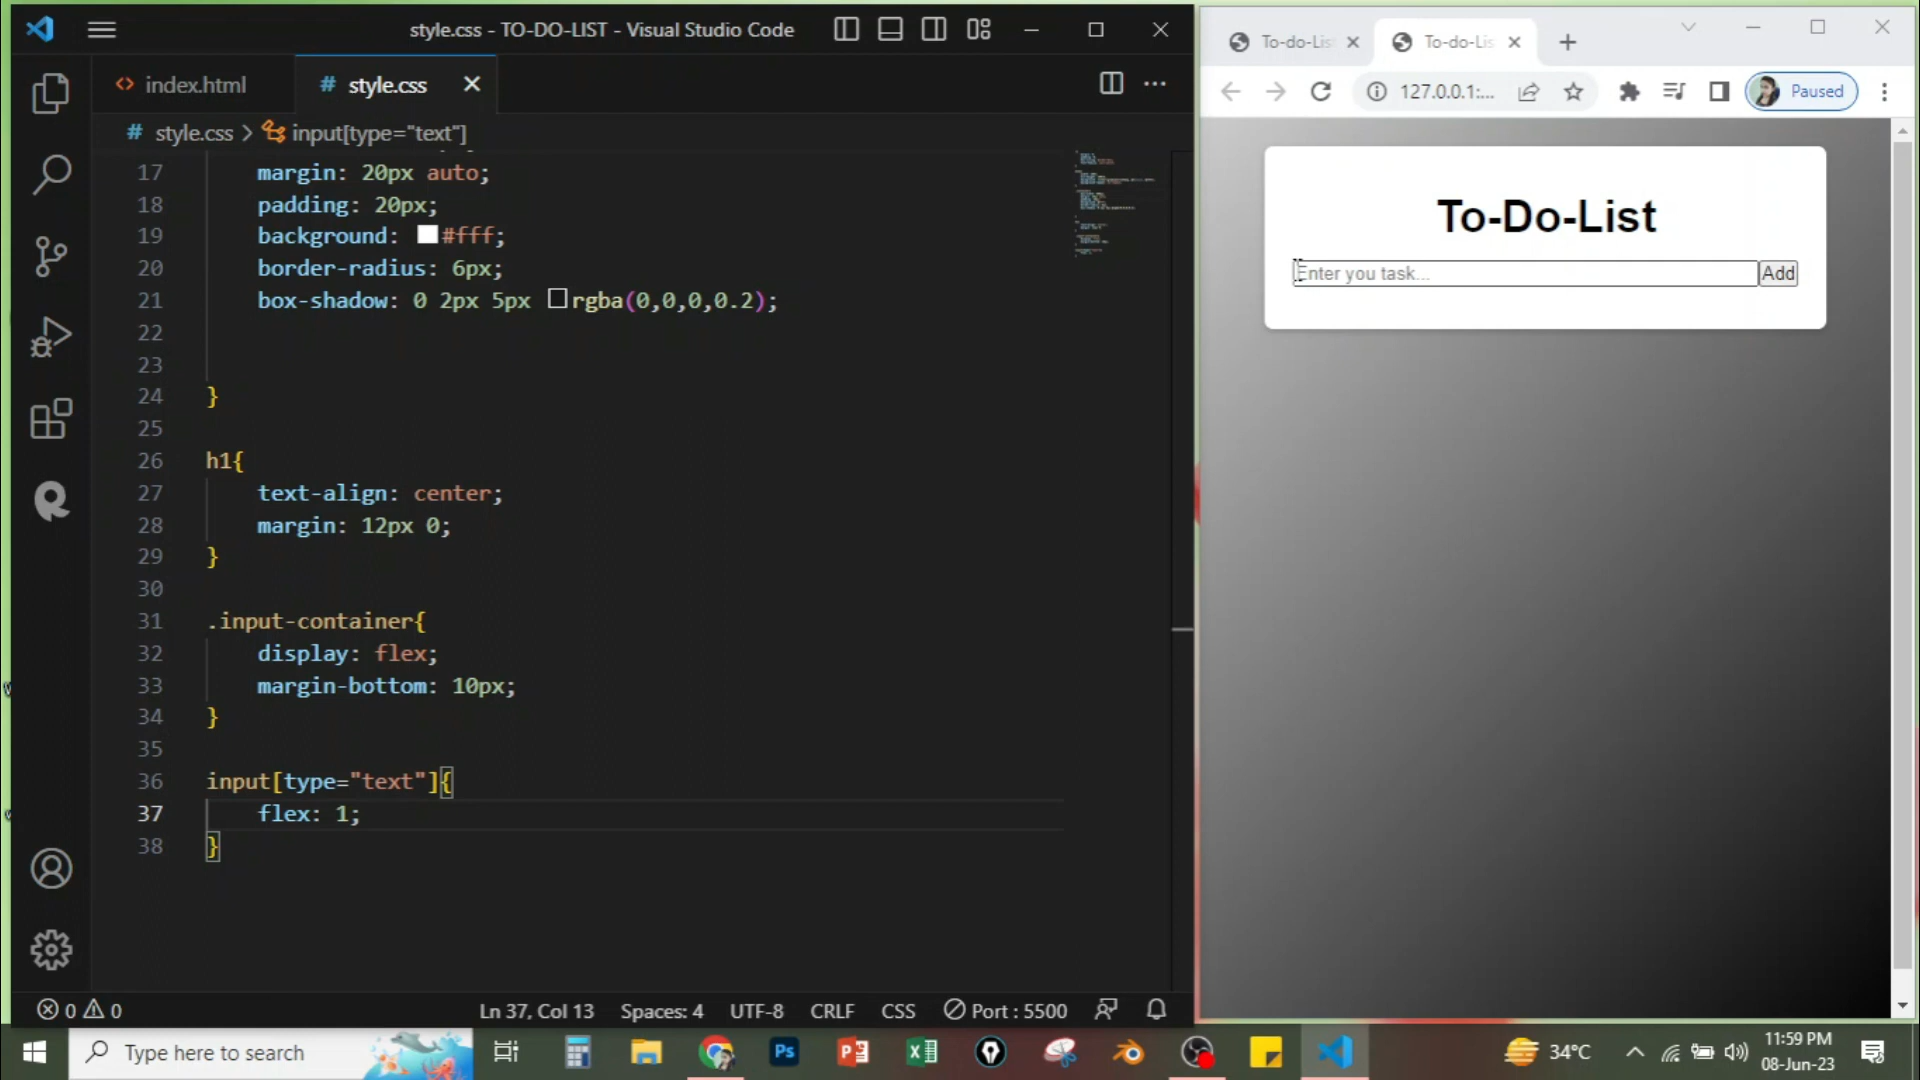 style.css - TO-DO-LIST - Visual Studio Code
index.html
# style.css
# style.css > input[type="text"]
17 margin: 20px auto;
18 padding: 20px;
19 background: #fff;
20 border-radius: 6px;
21 box-shadow: 0 2px 5px rgba(0,0,0,0.2);
22
23
24 }
25
26 h1{
27 text-align: center;
28 margin: 12px 0;
29 }
30
31 .input-container{
32 display: flex;
33 margin-bottom: 10px;
34 }
35
36 input[type="text"]{
37 flex: 1;
38 }
0 0
Ln 37, Col 13 Spaces: 4 UTF-8 CRLF CSS Port : 5500
To-do-Lis
To-do-Lis
127.0.0.1:...
Paused
To-Do-List
Enter you task...
Add
Type here to search
Ps
34°C
11:59 PM
08-Jun-23